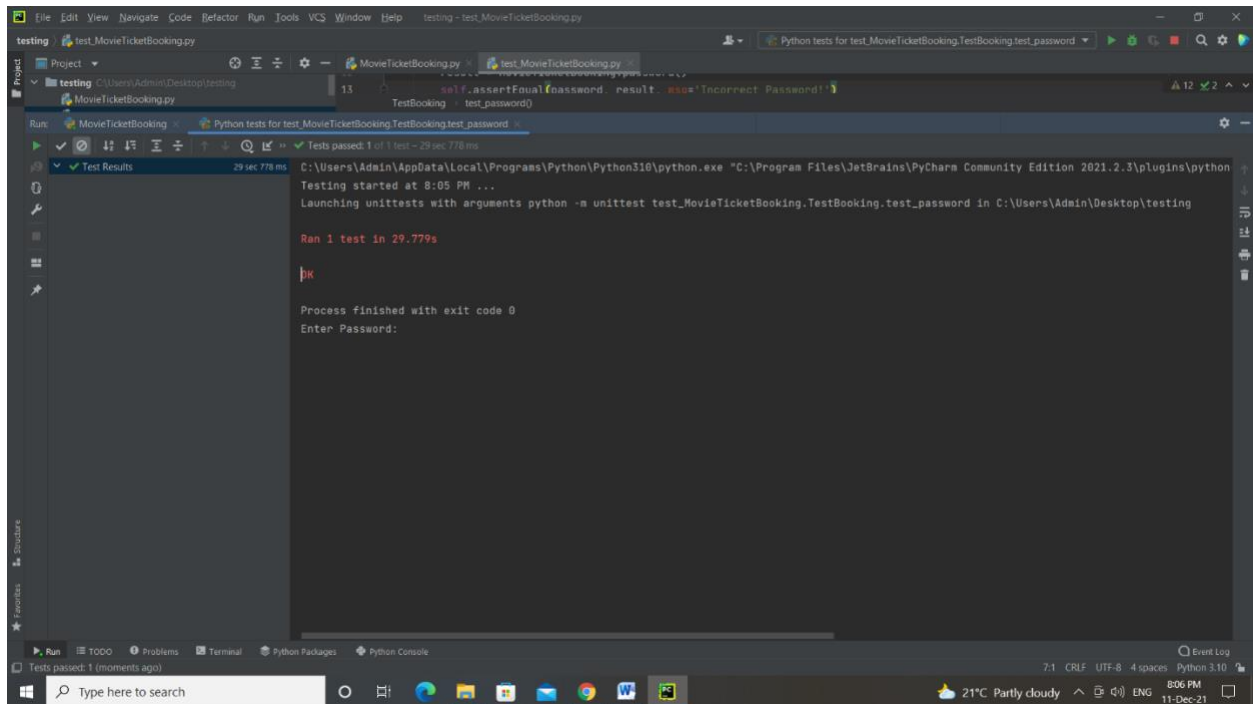 File Edit View Navigate Code Refactor Run Tools VCS Window Help testing - test_MovieTicketBooking.py
testing test_MovieTicketBooking.py Python tests for test_MovieTicketBooking.TestBooking.test_password
Project MovieTicketBooking.py test_MovieTicketBooking.py
testing C:\Users\Admin\Desktop\testing
13 self.assertEqual(password, result, msg='Incorrect Password!') 12 2
MovieTicketBooking.py TestBooking test_password()
Run: MovieTicketBooking Python tests for test_MovieTicketBooking.TestBooking.test_password
Tests passed: 1 of 1 test – 29 sec 778 ms
Test Results 29 sec 778 ms C:\Users\Admin\AppData\Local\Programs\Python\Python310\python.exe "C:\Program Files\JetBrains\PyCharm Community Edition 2021.2.3\plugins\python
Testing started at 8:05 PM ...
Launching unittests with arguments python -m unittest test_MovieTicketBooking.TestBooking.test_password in C:\Users\Admin\Desktop\testing
Ran 1 test in 29.779s
OK
Process finished with exit code 0
Enter Password:
Structure
Favorites
Run TODO Problems Terminal Python Packages Python Console Event Log
Tests passed: 1 (moments ago) 7:1 CRLF UTF-8 4 spaces Python 3.10
Type here to search 21°C Partly cloudy ENG 8:06 PM
11-Dec-21